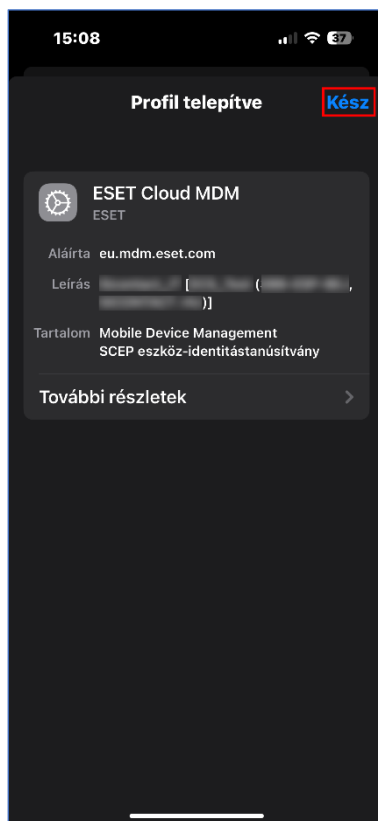 15:08
37
Profil telepítve
Kész
ESET Cloud MDM
ESET
Aláírta eu.mdm.eset.com
Leírás [ ( ,
)]
Tartalom Mobile Device Management
SCEP eszköz-identitástanúsítvány
További részletek